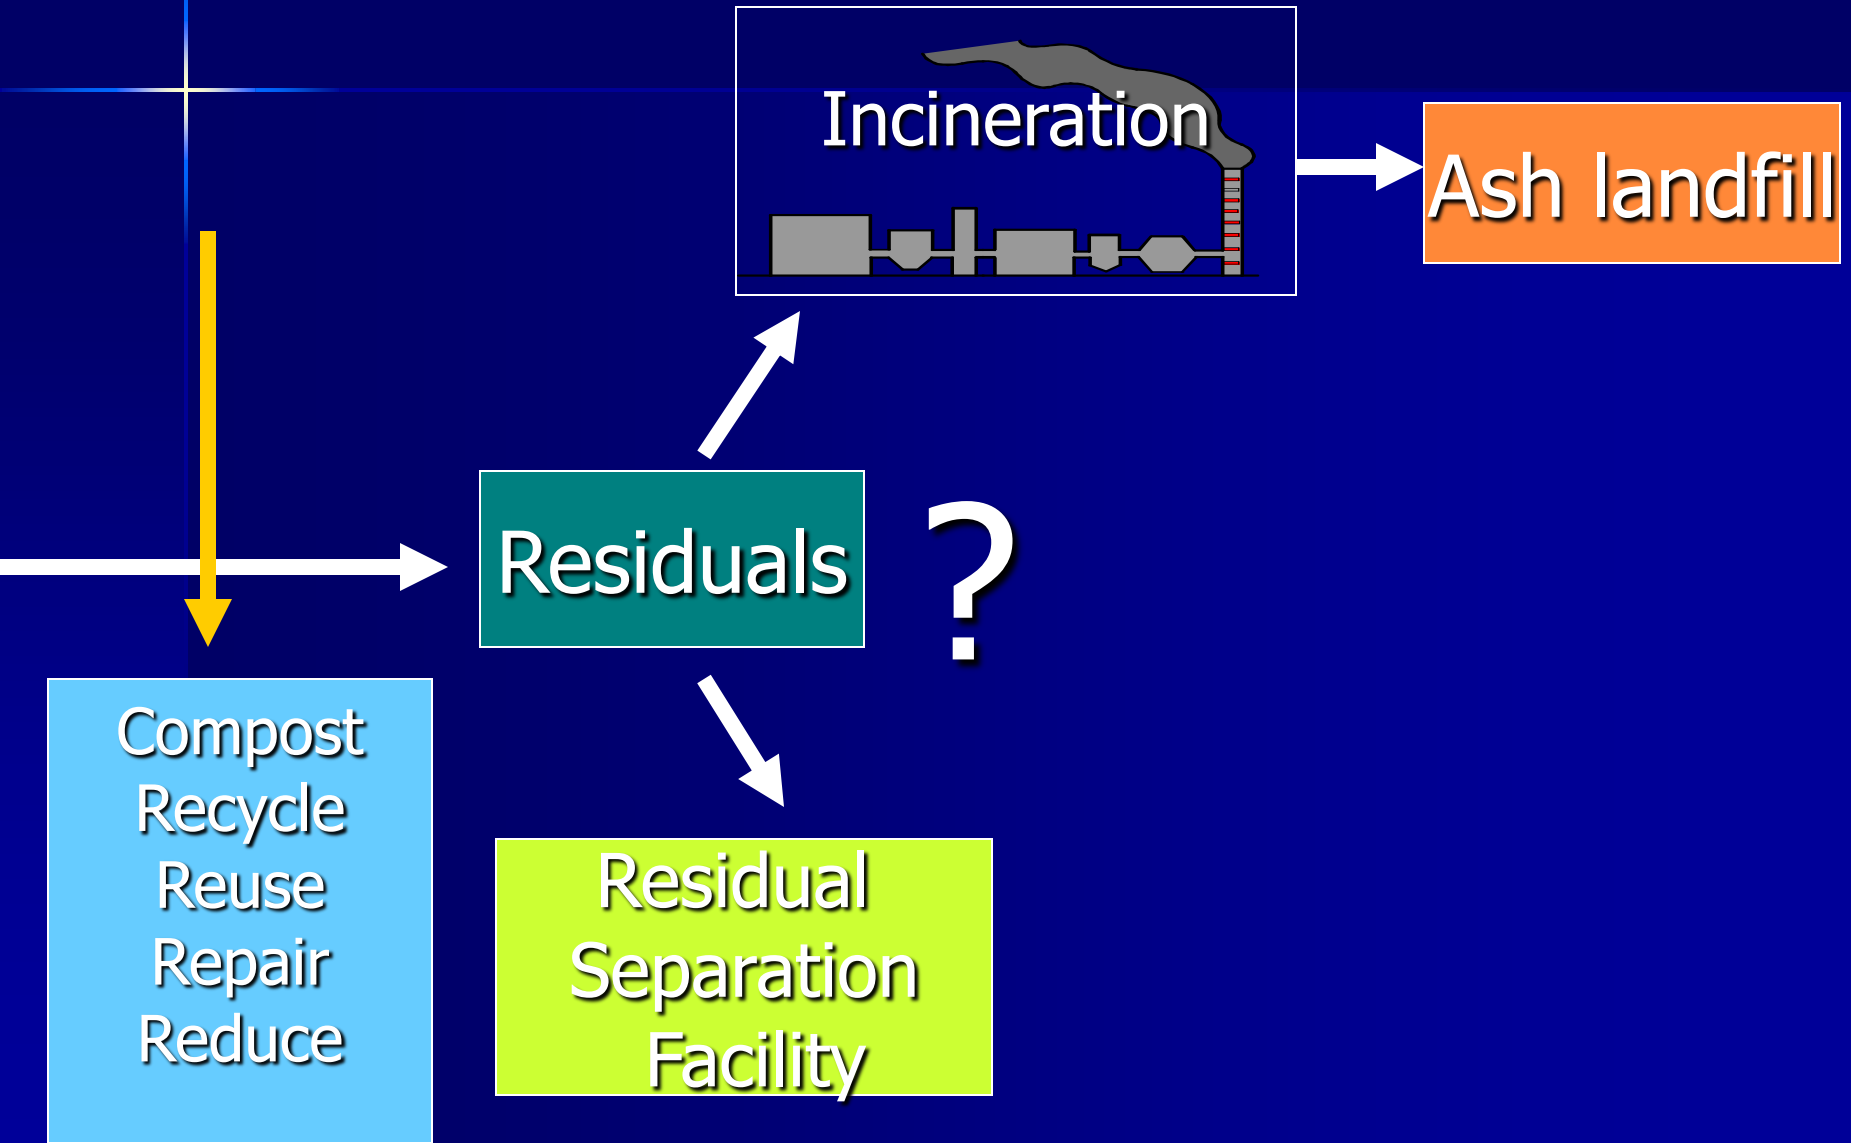 Incineration
Ash landfill
Residuals
?
Compost
Recycle
Reuse
Repair
Reduce
Residual
Separation
Facility